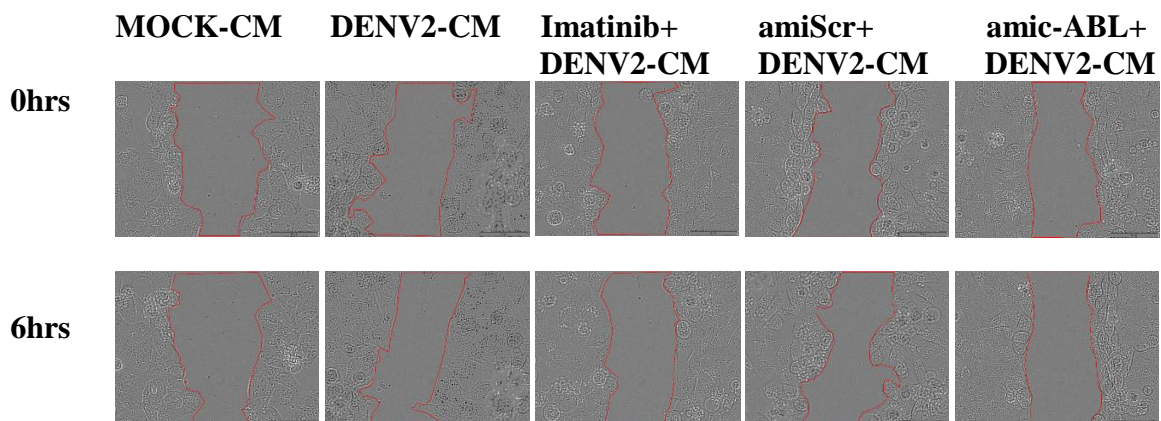 MOCK-CM DENV2-CM Imatinib+ amiScr+ amic-ABL+
DENV2-CM DENV2-CM DENV2-CM
0hrs
6hrs